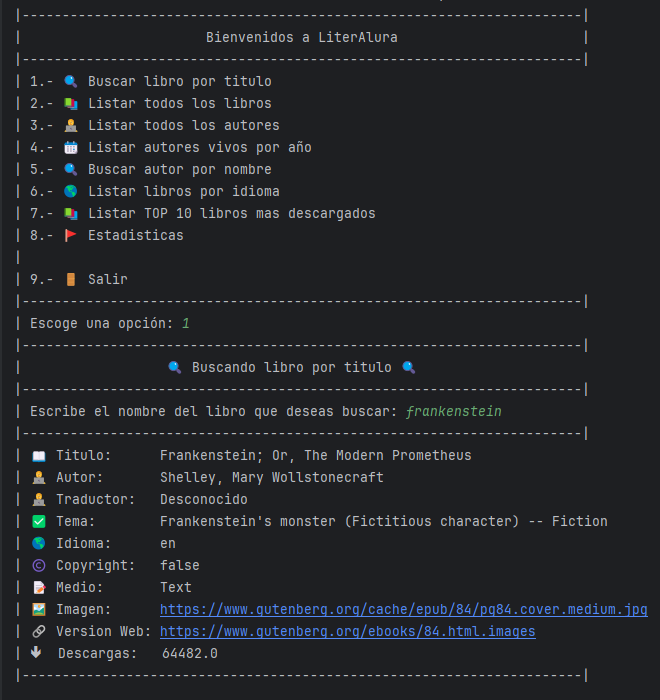 |----------------------------------------------------------------------|
| Bienvenidos a LiterAlura |
|----------------------------------------------------------------------|
| 1.- 🔍 Buscar libro por titulo
| 2.- 📚 Listar todos los libros
| 3.- 🧑‍💻 Listar todos los autores
| 4.- 📅 Listar autores vivos por año
| 5.- 🔍 Buscar autor por nombre
| 6.- 🌎 Listar libros por idioma
| 7.- 📚 Listar TOP 10 libros mas descargados
| 8.- 🚩 Estadisticas
|
| 9.- 🚪 Salir
|----------------------------------------------------------------------|
| Escoge una opción: 1
|----------------------------------------------------------------------|
| 🔍 Buscando libro por titulo 🔍
|----------------------------------------------------------------------|
| Escribe el nombre del libro que deseas buscar: frankenstein
|----------------------------------------------------------------------|
| 📖 Titulo: Frankenstein; Or, The Modern Prometheus
| 🧑‍💻 Autor: Shelley, Mary Wollstonecraft
| 🧑‍💻 Traductor: Desconocido
| ✅ Tema: Frankenstein's monster (Fictitious character) -- Fiction
| 🌎 Idioma: en
| © Copyright: false
| 📝 Medio: Text
| 🖼️ Imagen: https://www.gutenberg.org/cache/epub/84/pg84.cover.medium.jpg
| 🔗 Version Web: https://www.gutenberg.org/ebooks/84.html.images
| 🡇 Descargas: 64482.0
|----------------------------------------------------------------------|